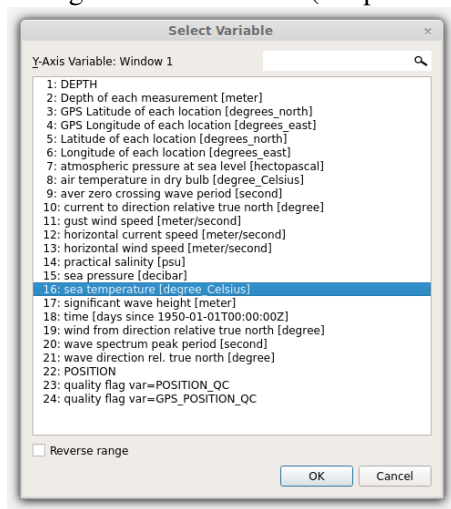 Select Variable
Y-Axis Variable: Window 1
1: DEPTH
2: Depth of each measurement [meter]
3: GPS Latitude of each location [degrees_north]
4: GPS Longitude of each location [degrees_east]
5: Latitude of each location [degrees_north]
6: Longitude of each location [degrees_east]
7: atmospheric pressure at sea level [hectopascal]
8: air temperature in dry bulb [degree_Celsius]
9: aver zero crossing wave period [second]
10: current to direction relative true north [degree]
11: gust wind speed [meter/second]
12: horizontal current speed [meter/second]
13: horizontal wind speed [meter/second]
14: practical salinity [psu]
15: sea pressure [decibar]
16: sea temperature [degree_Celsius]
17: significant wave height [meter]
18: time [days since 1950-01-01T00:00:00Z]
19: wind from direction relative true north [degree]
20: wave spectrum peak period [second]
21: wave direction rel. true north [degree]
22: POSITION
23: quality flag var=POSITION_QC
24: quality flag var=GPS_POSITION_QC
Reverse range
OK Cancel